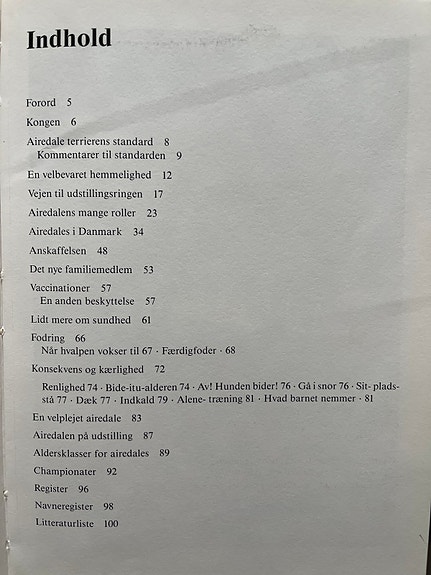 Indhold
Forord 5
Kongen 6
Airedale terrierens standard 8
Kommentarer til standarden 9
En velbevaret hemmelighed 12
Vejen til udstillingsringen 17
Airedalens mange roller 23
Airedales i Danmark 34
Anskaffelsen 48
Det nye familiemedlem 53
Vaccinationer 57
En anden beskyttelse 57
Lidt mere om sundhed 61
Fodring 66
Når hvalpen vokser til 67 · Færdigfoder · 68
Konsekvens og kærlighed 72
Renlighed 74 · Bide-itu-alderen 74 · Av! Hunden bider! 76 · Gå i snor 76 · Sit- plads-
stå 77 · Dæk 77 · Indkald 79 · Alene- træning 81 · Hvad barnet nemmer · 81
En velplejet airedale 83
Airedalen på udstilling 87
Aldersklasser for airedales 89
Championater 92
Register 96
Navneregister 98
Litteraturliste 100